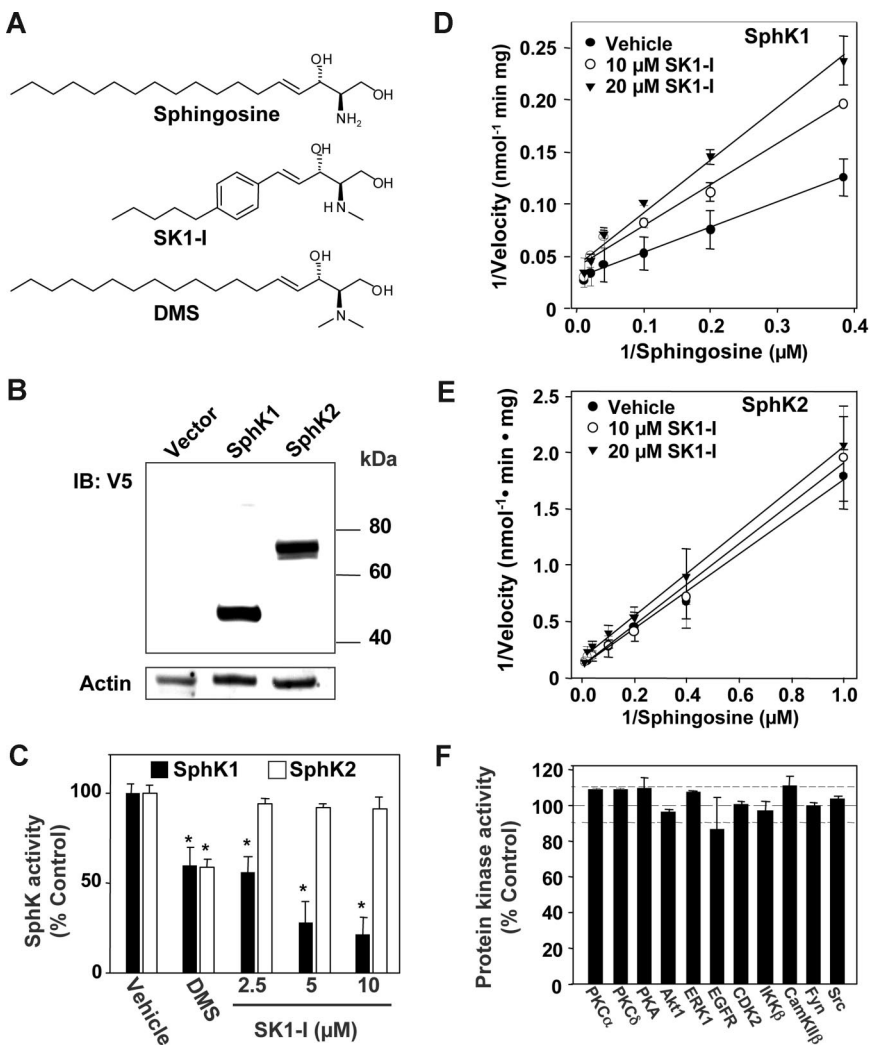 A
OH
OH
NH2
Sphingosine
OH
OH
HN
SK1-I
OH
OH
N
DMS
B
Vector
SphK1
SphK2
kDa
IB: V5
80
60
40
Actin
C
SphK1
SphK2
SphK activity
(% Control)
100
50
0
*
*
*
*
*
Vehicle
DMS
2.5
5
10
SK1-I (µM)
D
SphK1
Vehicle
10 µM SK1-I
20 µM SK1-I
1/Velocity (nmol-1 min mg)
0.25
0.20
0.15
0.10
0.05
0
0.0
0.1
0.2
0.4
1/Sphingosine (µM)
E
SphK2
Vehicle
10 µM SK1-I
20 µM SK1-I
1/Velocity (nmol-1• min • mg)
2.5
2.0
1.5
1.0
0.5
0
0.0
0.2
0.4
0.6
0.8
1.0
1/Sphingosine (µM)
F
Protein kinase activity
(% Control)
120
100
80
60
40
20
0
PKCα
PKCδ
PKA
Akt1
ERK1
EGFR
CDK2
IKKβ
CamKIIβ
Fyn
Src